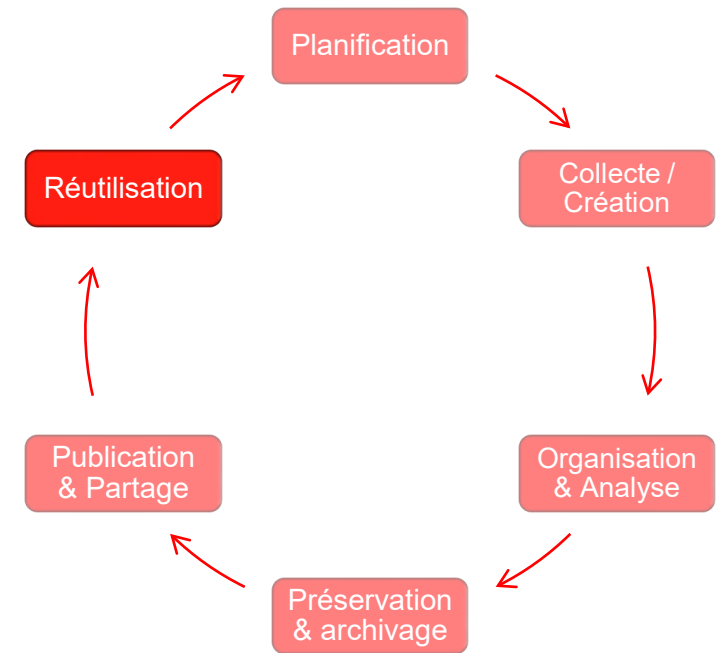 Planification
Collecte /
Création
Organisation
& Analyse
Préservation
& archivage
Publication
& Partage
Réutilisation